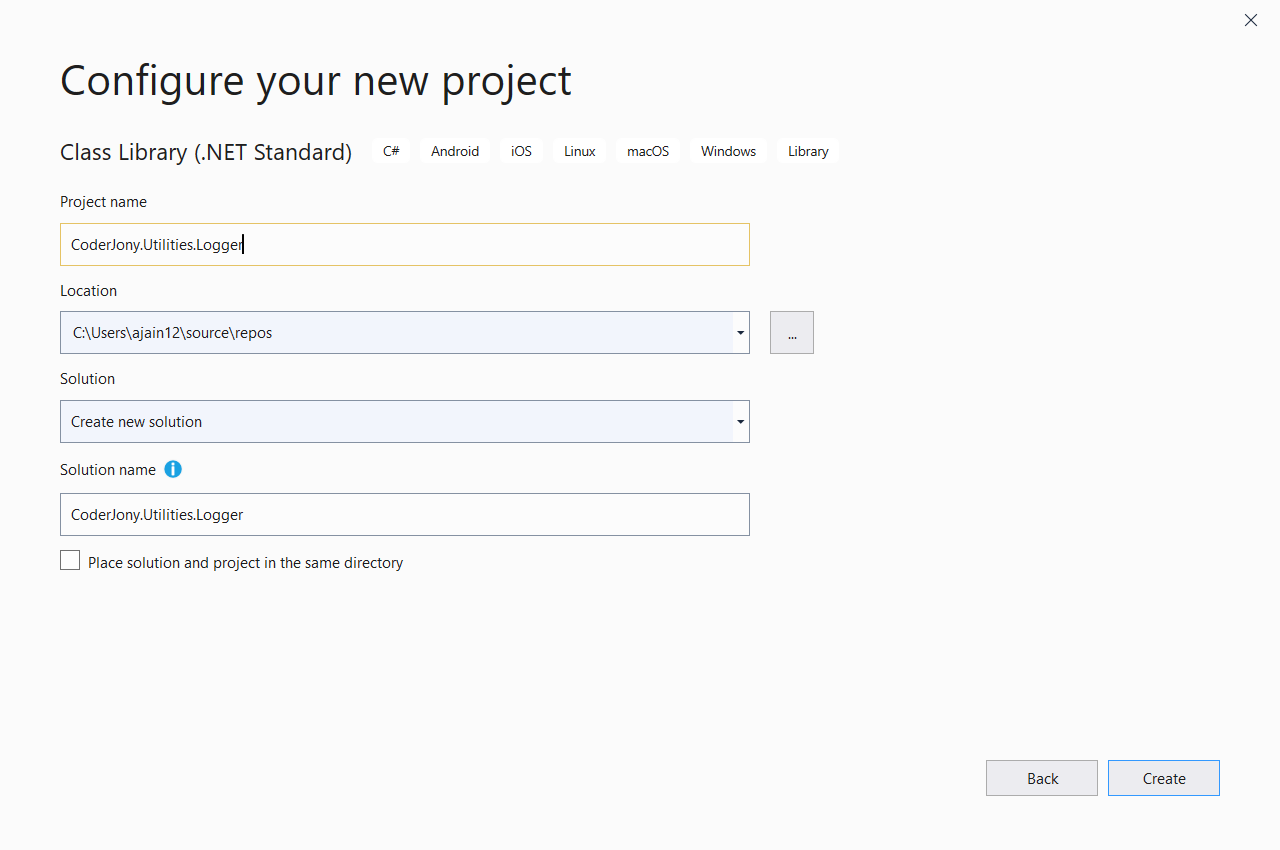 Configure your new project
Class Library (.NET Standard) C# Android iOS Linux macOS Windows Library
Project name
CoderJony.Utilities.Logger
Location
C:\Users\ajain12\source\repos
...
Solution
Create new solution
Solution name
CoderJony.Utilities.Logger
Place solution and project in the same directory
Back Create